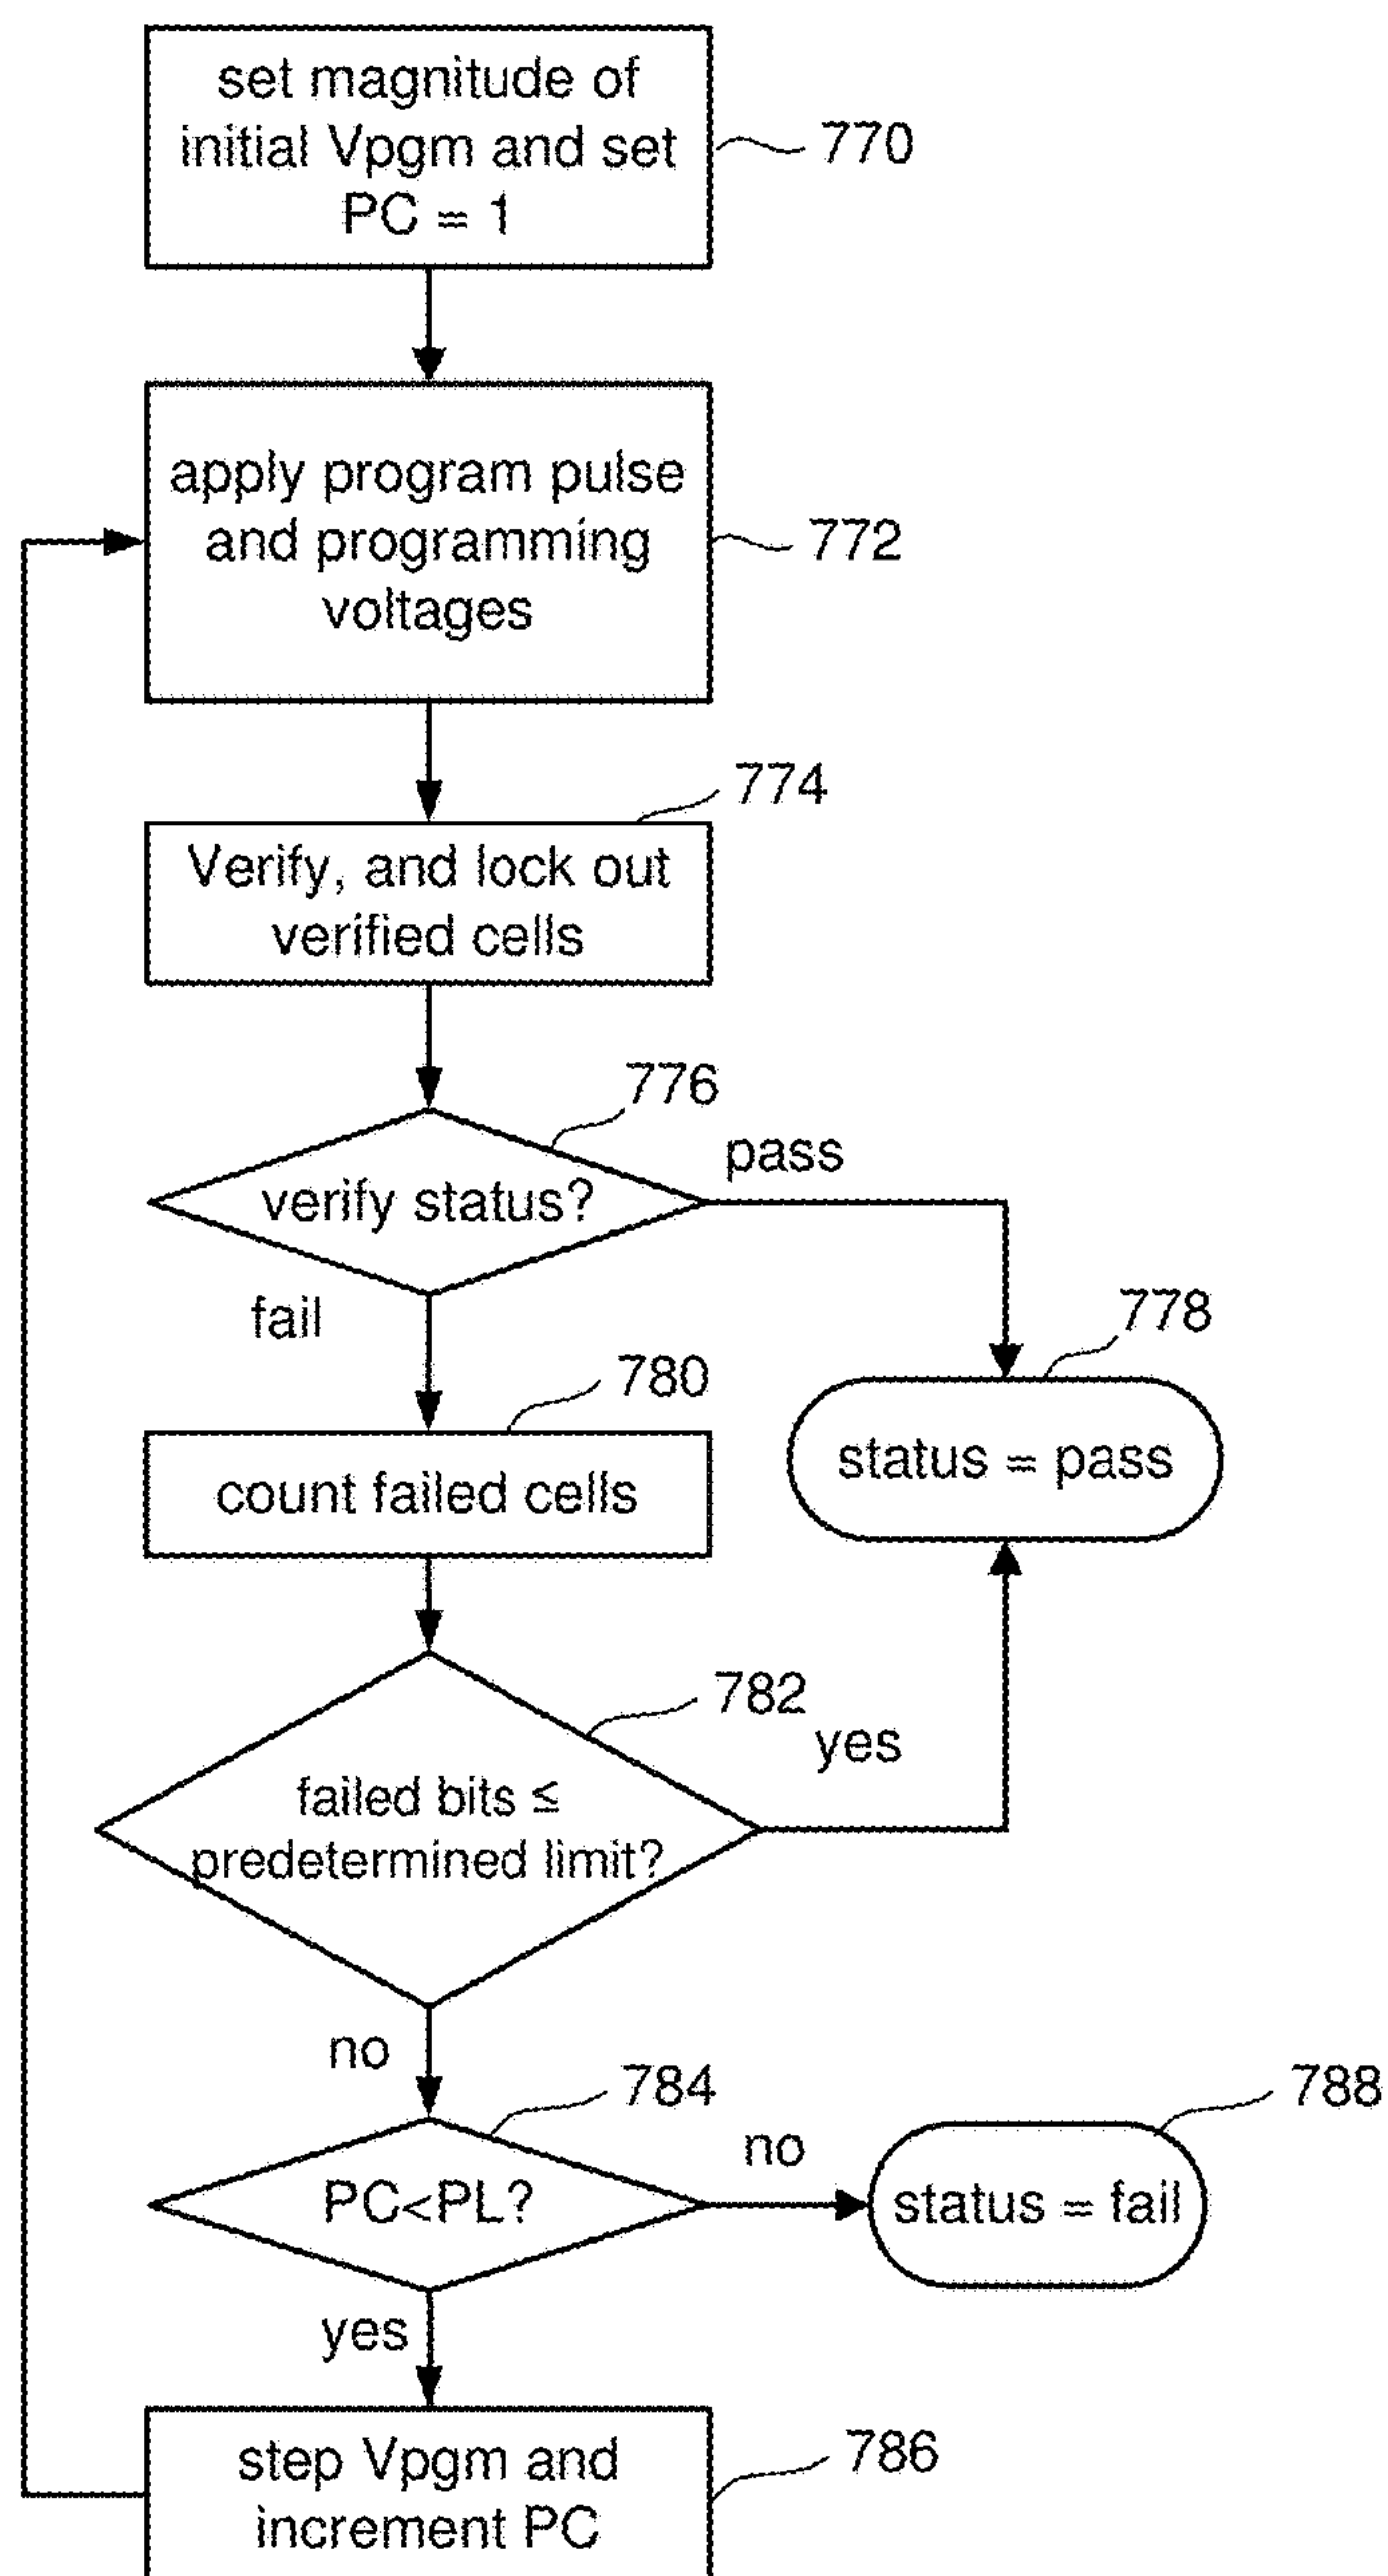 set magnitude of
initial Vpgm and set
PC = 1
770
apply program pulse
and programming
voltages
772
774
Verify, and lock out
verified cells
776
pass
verify status?
fail
778
780
status = pass
count failed cells
782
yes
failed bits ≤
predetermined limit?
no
784
788
no
PC<PL?
status = fail
yes
step Vpgm and
increment PC
786